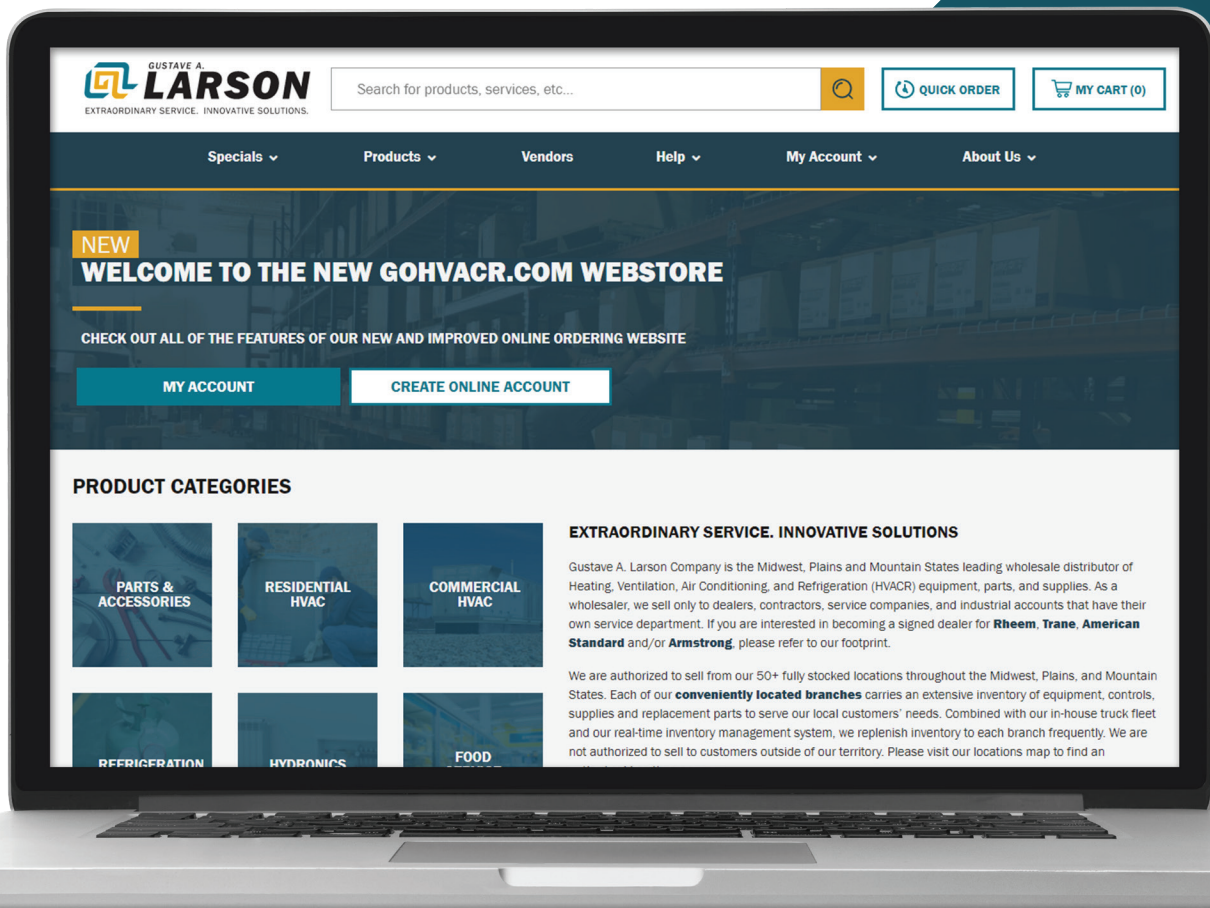 GUSTAVE A.
LARSON
EXTRAORDINARY SERVICE. INNOVATIVE SOLUTIONS.
Search for products, services, etc...
QUICK ORDER
MY CART (0)
Specials
Products
Vendors
Help
My Account
About Us
NEW
WELCOME TO THE NEW GOHVACR.COM WEBSTORE
CHECK OUT ALL OF THE FEATURES OF OUR NEW AND IMPROVED ONLINE ORDERING WEBSITE
MY ACCOUNT
CREATE ONLINE ACCOUNT
PRODUCT CATEGORIES
PARTS &
ACCESSORIES
RESIDENTIAL
HVAC
COMMERCIAL
HVAC
REFRIGERATION
HYDRONICS
FOOD
EXTRAORDINARY SERVICE. INNOVATIVE SOLUTIONS
Gustave A. Larson Company is the Midwest, Plains and Mountain States leading wholesale distributor of
Heating, Ventilation, Air Conditioning, and Refrigeration (HVACR) equipment, parts, and supplies. As a
wholesaler, we sell only to dealers, contractors, service companies, and industrial accounts that have their
own service department. If you are interested in becoming a signed dealer for Rheem, Trane, American
Standard and/or Armstrong, please refer to our footprint.
We are authorized to sell from our 50+ fully stocked locations throughout the Midwest, Plains, and Mountain
States. Each of our conveniently located branches carries an extensive inventory of equipment, controls,
supplies and replacement parts to serve our local customers' needs. Combined with our in-house truck fleet
and our real-time inventory management system, we replenish inventory to each branch frequently. We are
not authorized to sell to customers outside of our territory. Please visit our locations map to find an